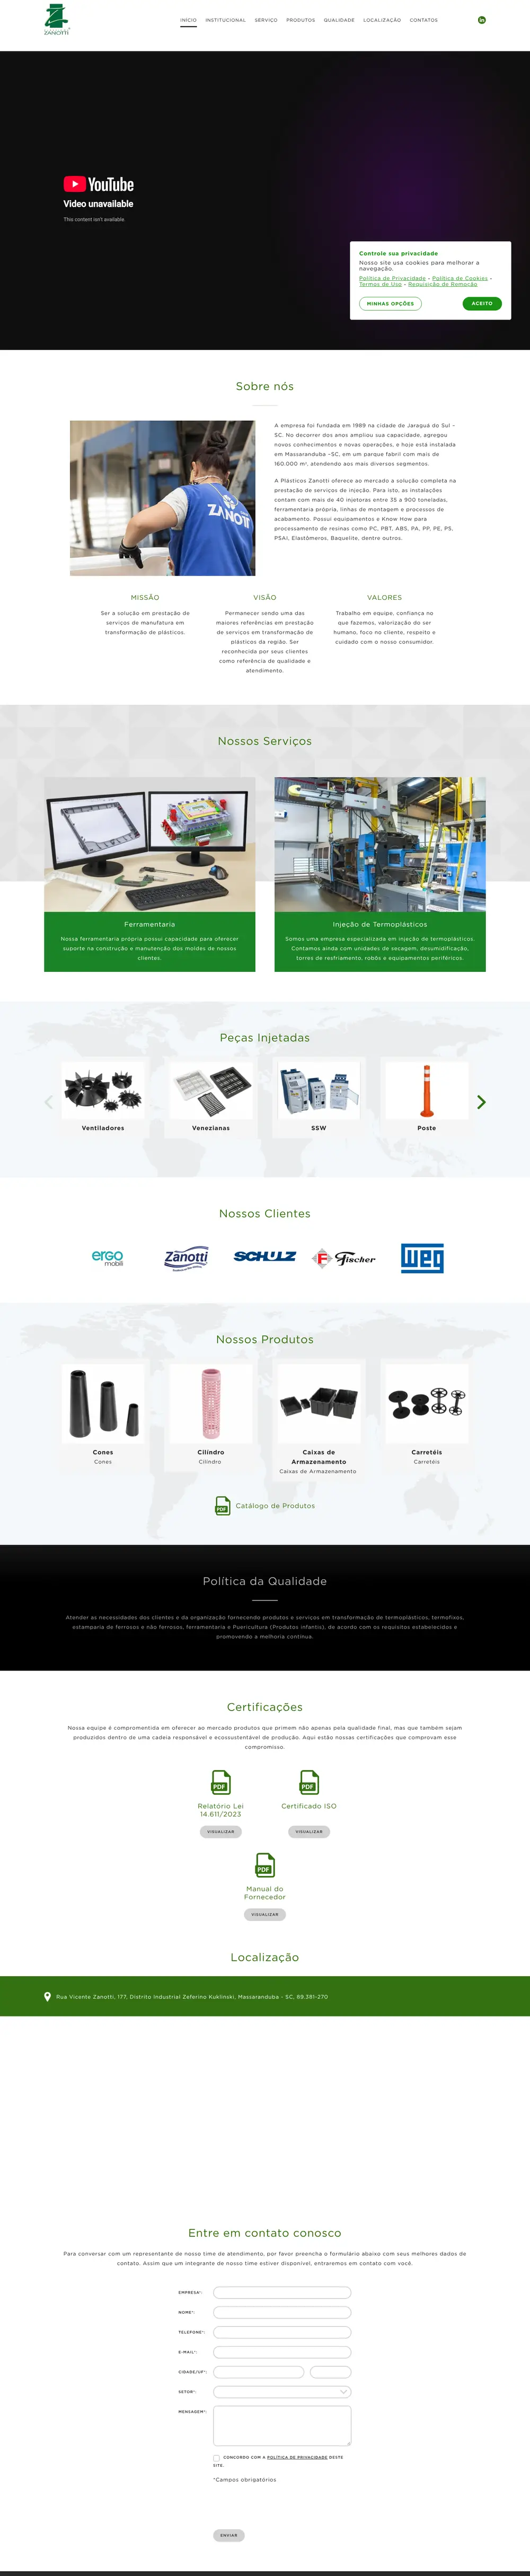 ZANOTTI
INÍCIO INSTITUCIONAL SERVIÇO PRODUTOS QUALIDADE LOCALIZAÇÃO CONTATOS
in
YouTube
Video unavailable
This content isn't available.
Controle sua privacidade
Nosso site usa cookies para melhorar a
navegação.
Política de Privacidade - Política de Cookies -
Termos de Uso - Requisição de Remoção
MINHAS OPÇÕES ACEITO
Sobre nós
ZANOTTI
A empresa foi fundada em 1989 na cidade de Jaraguá do Sul –
SC. No decorrer dos anos ampliou sua capacidade, agregou
novos conhecimentos e novas operações, e hoje está instalada
em Massaranduba –SC, em um parque fabril com mais de
160.000 m², atendendo aos mais diversos segmentos.
A Plásticos Zanotti oferece ao mercado a solução completa na
prestação de serviços de injeção. Para isto, as instalações
contam com mais de 40 injetoras entre 35 a 900 toneladas,
ferramentaria própria, linhas de montagem e processos de
acabamento. Possui equipamentos e Know How para
processamento de resinas como PC, PBT, ABS, PA, PP, PE, PS,
PSAI, Elastômeros, Baquelite, dentre outros.
MISSÃO
Ser a solução em prestação de
serviços de manufatura em
transformação de plásticos.
VISÃO
Permanecer sendo uma das
maiores referências em prestação
de serviços em transformação de
plásticos da região. Ser
reconhecida por seus clientes
como referência de qualidade e
atendimento.
VALORES
Trabalho em equipe, confiança no
que fazemos, valorização do ser
humano, foco no cliente, respeito e
cuidado com o nosso consumidor.
Nossos Serviços
Ferramentaria
Nossa ferramentaria própria possui capacidade para oferecer
suporte na construção e manutenção dos moldes de nossos
clientes.
Injeção de Termoplásticos
Somos uma empresa especializada em injeção de termoplásticos.
Contamos ainda com unidades de secagem, desumidificação,
torres de resfriamento, robôs e equipamentos periféricos.
Peças Injetadas
Ventiladores
Venezianas
SSW
Poste
Nossos Clientes
ergo
mobili
Zanotti
SCHULZ
F Fischer
WEG
Nossos Produtos
Cones
Cones
Cilindro
Cilindro
Caixas de
Armazenamento
Caixas de Armazenamento
Carretéis
Carretéis
PDF
Catálogo de Produtos
Política da Qualidade
Atender as necessidades dos clientes e da organização fornecendo produtos e serviços em transformação de termoplásticos, termofixos,
estamparia de ferrosos e não ferrosos, ferramentaria e Puericultura (Produtos infantis), de acordo com os requisitos estabelecidos e
promovendo a melhoria contínua.
Certificações
Nossa equipe é compromentida em oferecer ao mercado produtos que primem não apenas pela qualidade final, mas que também sejam
produzidos dentro de uma cadeia responsável e ecossustentável de produção. Aqui estão nossas certificações que comprovam esse
compromisso.
PDF
Relatório Lei
14.611/2023
VISUALIZAR
PDF
Certificado ISO
VISUALIZAR
PDF
Manual do
Fornecedor
VISUALIZAR
Localização
Rua Vicente Zanotti, 177, Distrito Industrial Zeferino Kuklinski, Massaranduba - SC, 89.381-270
Entre em contato conosco
Para conversar com um representante de nosso time de atendimento, por favor preencha o formulário abaixo com seus melhores dados de
contato. Assim que um integrante de nosso time estiver disponível, entraremos em contato com você.
EMPRESA*:
NOME*:
TELEFONE*:
E-MAIL*:
CIDADE/UF*:
SETOR*:
MENSAGEM*:
CONCORDO COM A POLÍTICA DE PRIVACIDADE DESTE
SITE.
*Campos obrigatórios
ENVIAR